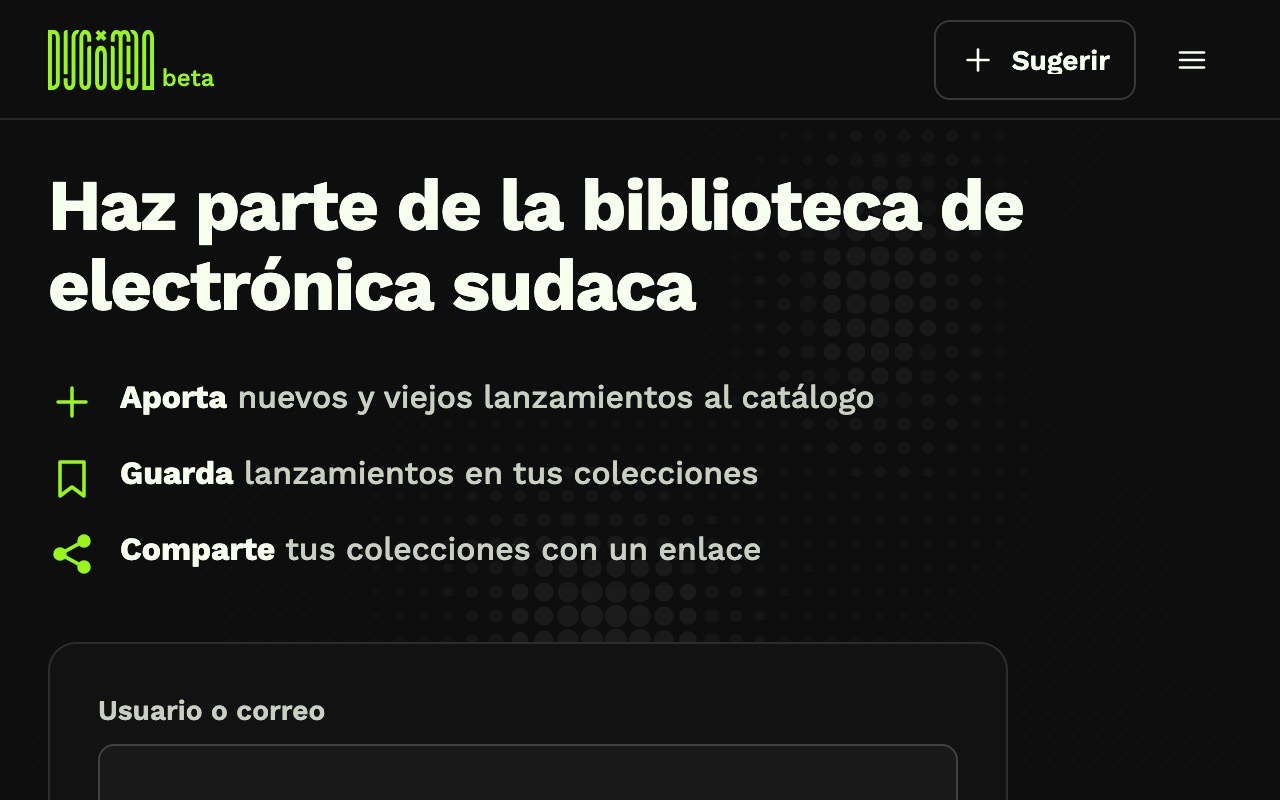 beta
Sugerir
Haz parte de la biblioteca de
electrónica sudaca
Aporta nuevos y viejos lanzamientos al catálogo
Guarda lanzamientos en tus colecciones
Comparte tus colecciones con un enlace
Usuario o correo